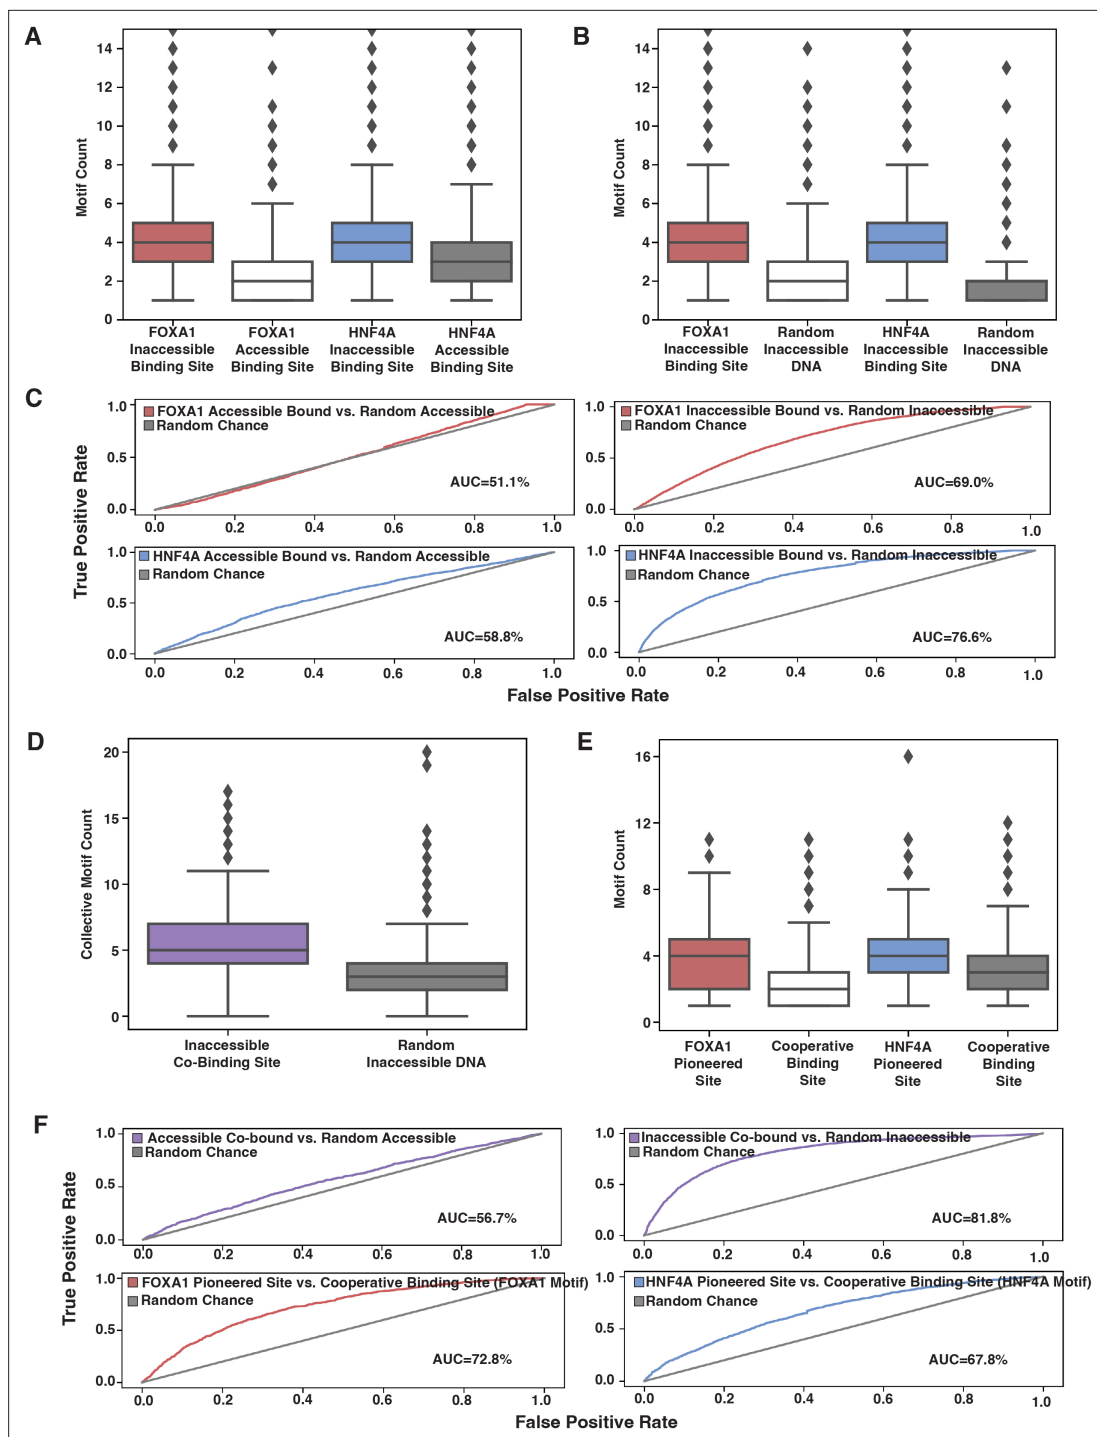 A
Motif Count
14
12
10
8
6
4
2
0
FOXA1
Inaccessible
Binding Site
FOXA1
Accessible
Binding Site
HNF4A
Inaccessible
Binding Site
HNF4A
Accessible
Binding Site
B
Motif Count
14
12
10
8
6
4
2
0
FOXA1
Inaccessible
Binding Site
Random
Inaccessible
DNA
HNF4A
Inaccessible
Binding Site
Random
Inaccessible
DNA
C
True Positive Rate
1.0
0.5
0.0
FOXA1 Accessible Bound vs. Random Accessible
Random Chance
AUC=51.1%
0.0 0.2 0.4 0.6 0.8 1.0
1.0
0.5
0.0
FOXA1 Inaccessible Bound vs. Random Inaccessible
Random Chance
AUC=69.0%
0.0 0.2 0.4 0.6 0.8 1.0
1.0
0.5
0.0
HNF4A Accessible Bound vs. Random Accessible
Random Chance
AUC=58.8%
0.0 0.2 0.4 0.6 0.8 1.0
1.0
0.5
0.0
HNF4A Inaccessible Bound vs. Random Inaccessible
Random Chance
AUC=76.6%
0.0 0.2 0.4 0.6 0.8 1.0
False Positive Rate
D
Collective Motif Count
20
15
10
5
0
Inaccessible
Co-Binding Site
Random
Inaccessible DNA
E
Motif Count
16
12
8
4
0
FOXA1
Pioneered
Site
Cooperative
Binding
Site
HNF4A
Pioneered
Site
Cooperative
Binding
Site
F
True Positive Rate
1.0
0.5
0.0
Accessible Co-bound vs. Random Accessible
Random Chance
AUC=56.7%
0.0 0.2 0.4 0.6 0.8 1.0
1.0
0.5
0.0
Inaccessible Co-bound vs. Random Inaccessible
Random Chance
AUC=81.8%
0.0 0.2 0.4 0.6 0.8 1.0
1.0
0.5
0.0
FOXA1 Pioneered Site vs. Cooperative Binding Site (FOXA1 Motif)
Random Chance
AUC=72.8%
0.0 0.2 0.4 0.6 0.8 1.0
1.0
0.5
0.0
HNF4A Pioneered Site vs. Cooperative Binding Site (HNF4A Motif)
Random Chance
AUC=67.8%
0.0 0.2 0.4 0.6 0.8 1.0
False Positive Rate